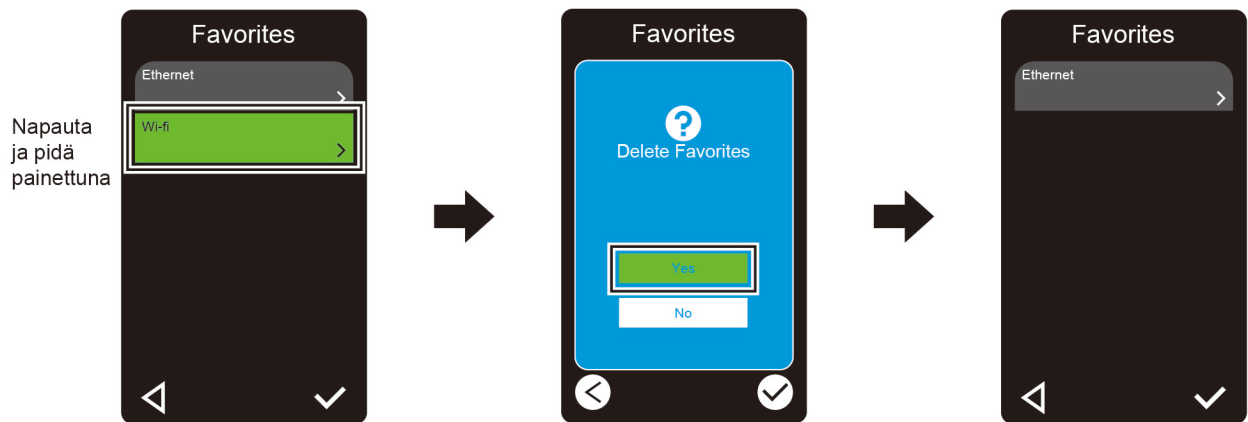 Napauta
ja pidä
painettuna
Favorites
Ethernet
Wi-fi
Favorites
Delete Favorites
Yes
No
Favorites
Ethernet